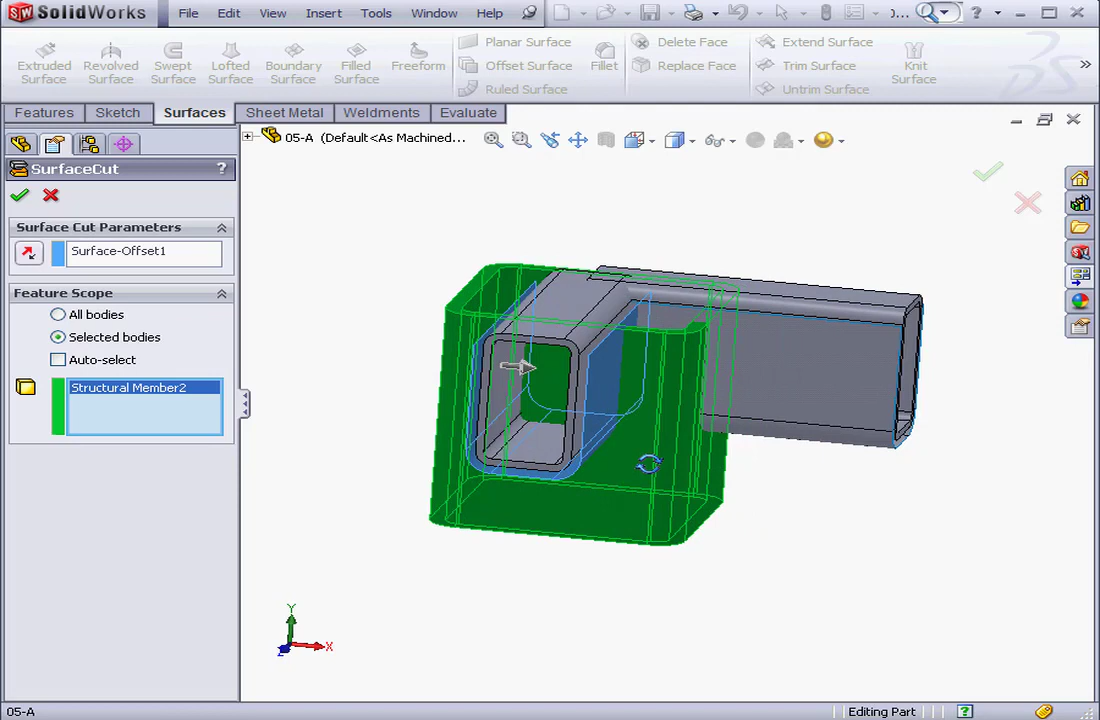 SW SolidWorks File Edit View Insert Tools Window Help )... ?
Extruded Surface
Revolved Surface
Swept Surface
Lofted Surface
Boundary Surface
Filled Surface
Freeform
Planar Surface
Offset Surface
Ruled Surface
Fillet
Delete Face
Replace Face
Extend Surface
Trim Surface
Untrim Surface
Knit Surface
Features Sketch Surfaces Sheet Metal Weldments Evaluate
05-A (Default<As Machined...
SurfaceCut ?
Surface Cut Parameters
Surface-Offset1
Feature Scope
All bodies
Selected bodies
Auto-select
Structural Member2
Y
X
Z
05-A Editing Part ?